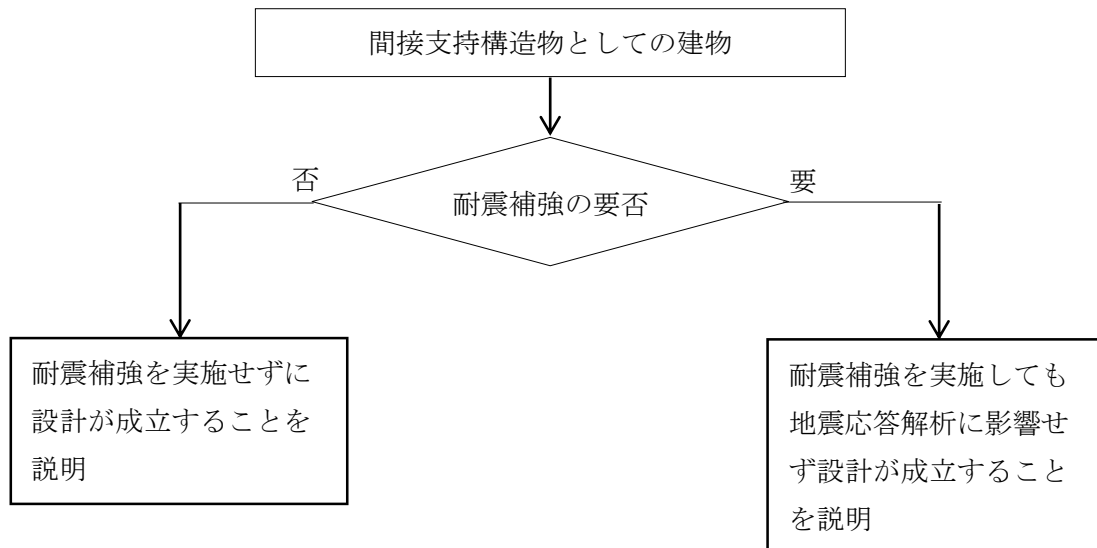 間接支持構造物としての建物
否
要
耐震補強の要否
耐震補強を実施せずに
設計が成立することを
説明
耐震補強を実施しても
地震応答解析に影響せ
ず設計が成立すること
を説明